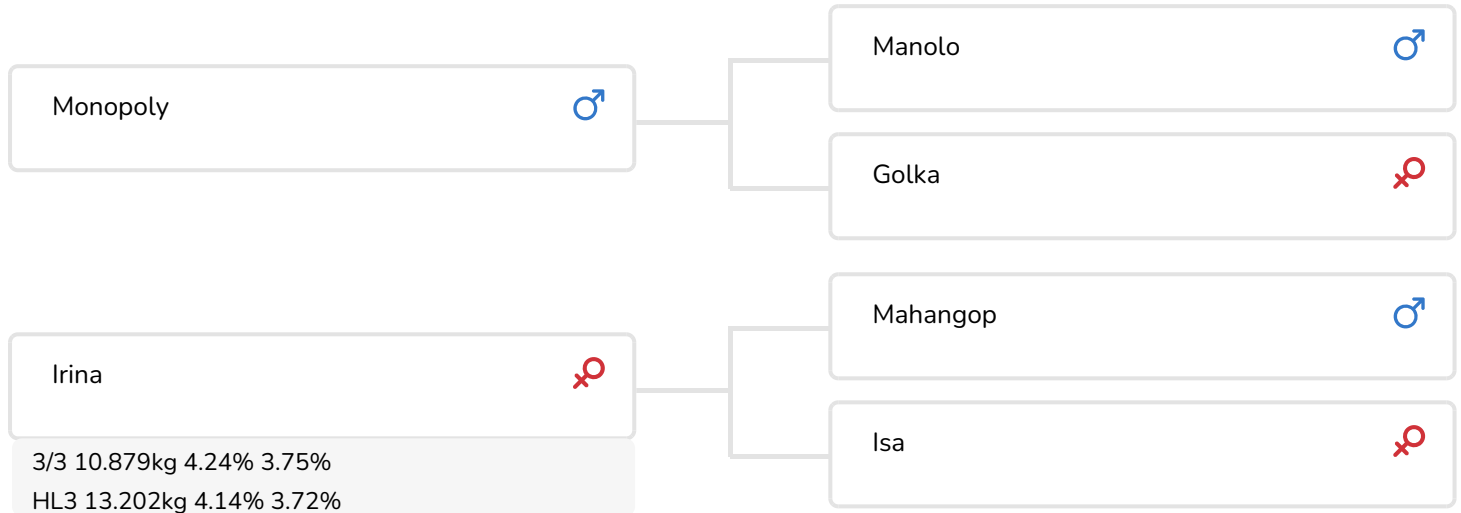 Monopoly
Manolo
Golka
Irina
3/3 10.879kg 4.24% 3.75%
HL3 13.202kg 4.14% 3.72%
Mahangop
Isa